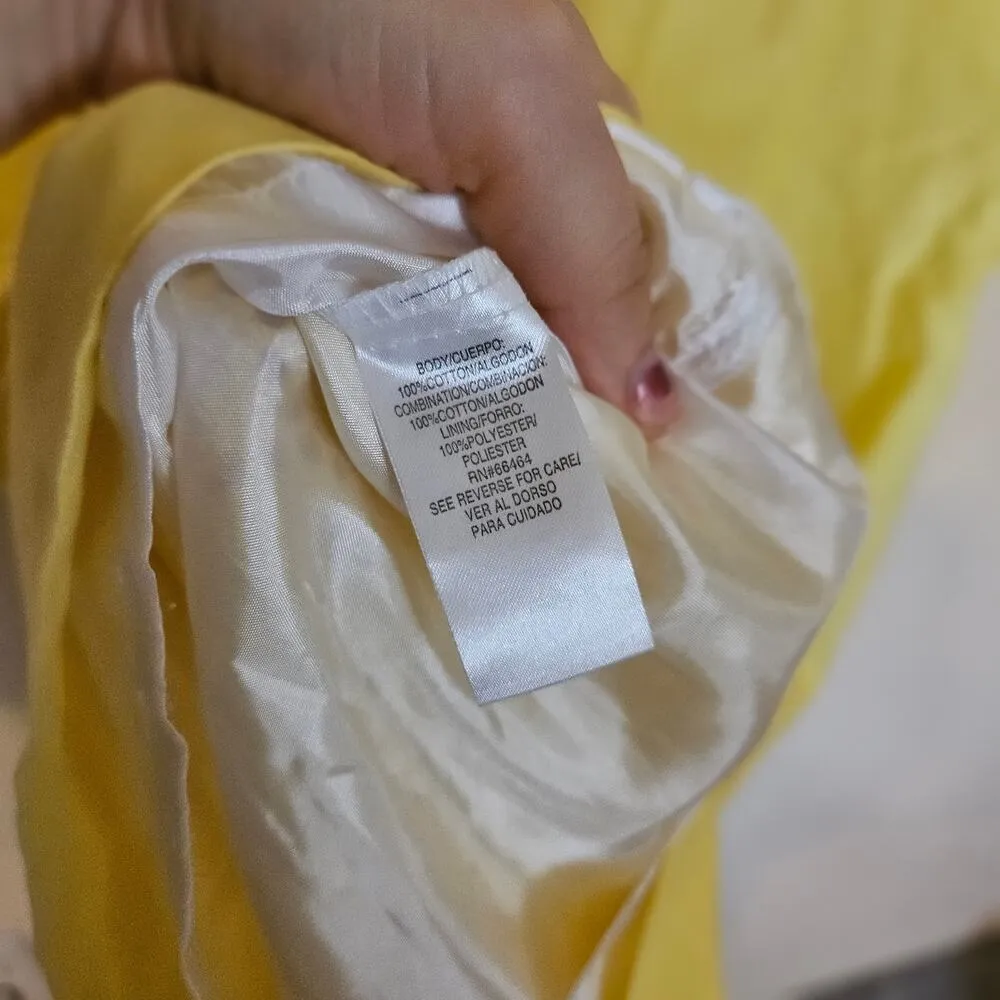 BODY/CUERPO:
100%COTTON/ALGODON
COMBINATION/COMBINACION:
100%COTTON/ALGODON
LINING/FORRO:
100%POLYESTER/
POLIESTER
RN#66464
SEE REVERSE FOR CARE/
VER AL DORSO
PARA CUIDADO